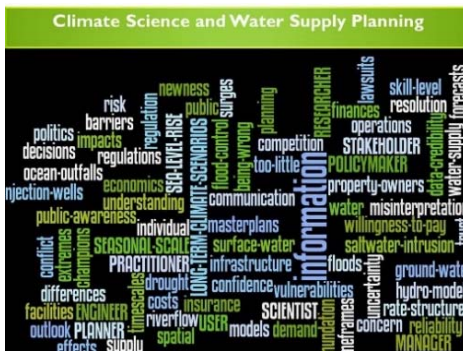 Climate Science and Water Supply Planning
newness
risk
public
surges
planning
RESEARCHER
lawsuits
skill-level
forecasts
barriers
regulation
finances
resolution
politics
impacts
SEA-LEVEL-RISE
LONG-TERM-CLIMATE-SCENARIOS
flood-control
being-wrong
competition
operations
data-credibility
water-supply
decisions
regulations
too-little
STAKEHOLDER
ocean-outfalls
POLICYMAKER
economics
communication
information
property-owners
understanding
public-awareness
individual
masterplans
water
misinterpretation
willingness-to-pay
conflict
extremes
champions
SEASONAL-SCALE
surface-water
saltwater-intrusion
PRACTITIONER
infrastructure
floods
uncertainty
ground-wat
drought
confidence
vulnerabilities
hydro-model
differences
timescales
costs
insurance
SCIENTIST
rate-structure
facilities
ENGINEER
riverflow
USER
models
demand
concern
reliability
outlook
PLANNER
spatial
MANAGER
effects
supply